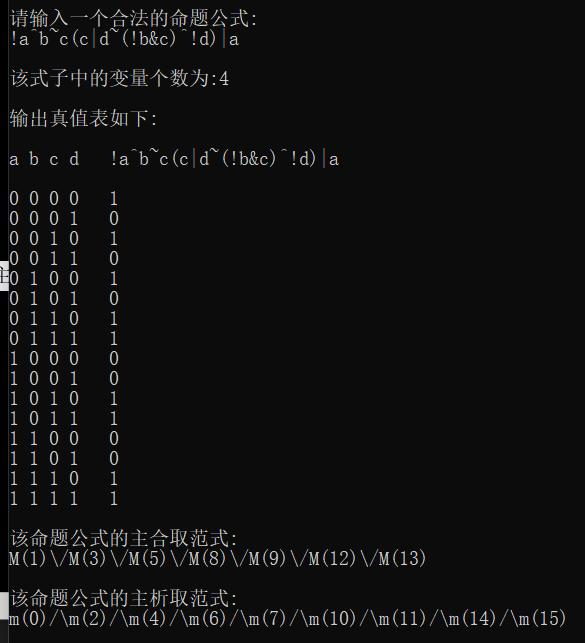 请输入一个合法的命题公式:
!a^b~c(c|d~(!b&c)^!d)|a
该式子中的变量个数为:4
输出真值表如下:
a b c d !a^b~c(c|d~(!b&c)^!d)|a
0 0 0 0 1
0 0 0 1 0
0 0 1 0 1
0 0 1 1 0
0 1 0 0 1
0 1 0 1 0
0 1 1 0 1
0 1 1 1 1
1 0 0 0 0
1 0 0 1 0
1 0 1 0 1
1 0 1 1 1
1 1 0 0 0
1 1 0 1 0
1 1 1 0 1
1 1 1 1 1
该命题公式的主合取范式:
M(1)\/M(3)\/M(5)\/M(8)\/M(9)\/M(12)\/M(13)
该命题公式的主析取范式:
m(0)/\m(2)/\m(4)/\m(6)/\m(7)/\m(10)/\m(11)/\m(14)/\m(15)